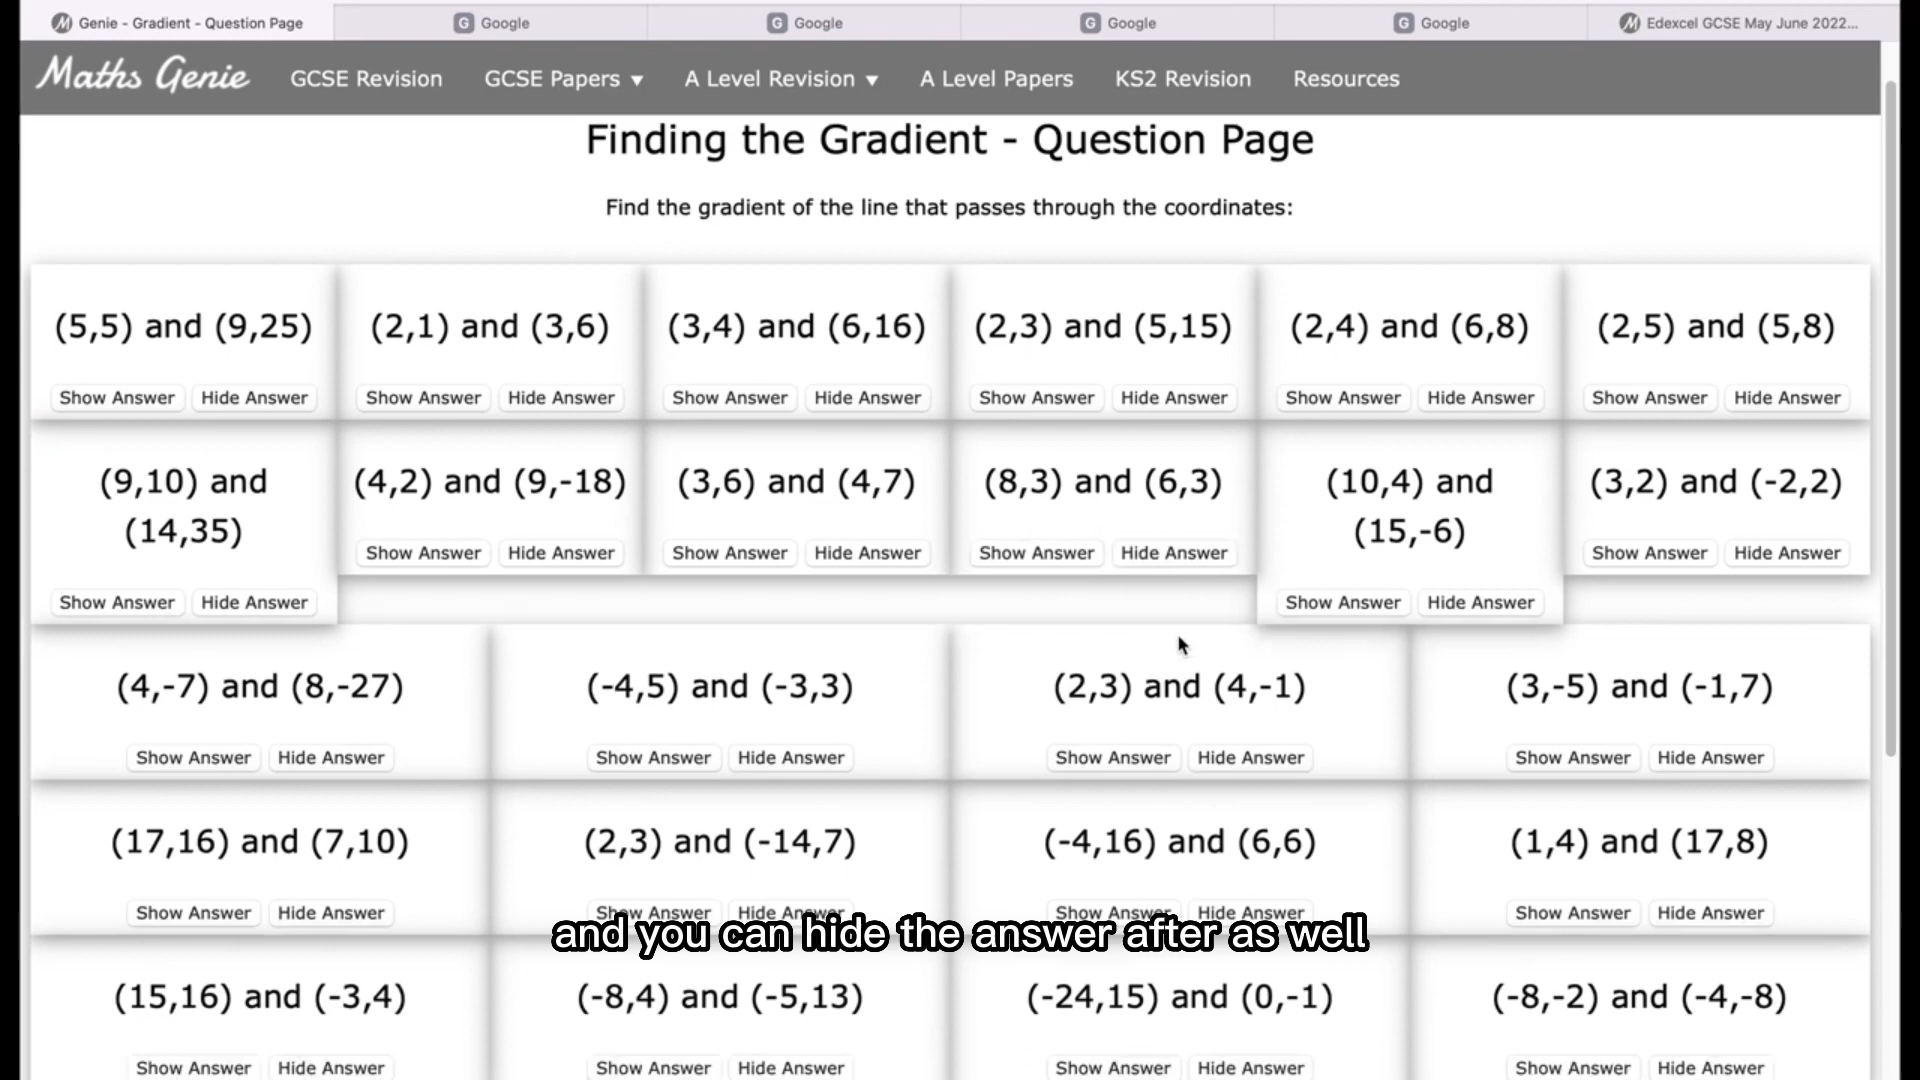 Genie - Gradient - Question Page
G Google
G Google
G Google
G Google
Edexcel GCSE May June 2022...
Maths Genie GCSE Revision GCSE Papers ▼ A Level Revision ▼ A Level Papers KS2 Revision Resources
Finding the Gradient - Question Page
Find the gradient of the line that passes through the coordinates:
(5,5) and (9,25)
Show Answer Hide Answer
(2,1) and (3,6)
Show Answer Hide Answer
(3,4) and (6,16)
Show Answer Hide Answer
(2,3) and (5,15)
Show Answer Hide Answer
(2,4) and (6,8)
Show Answer Hide Answer
(2,5) and (5,8)
Show Answer Hide Answer
(9,10) and
(14,35)
Show Answer Hide Answer
(4,2) and (9,-18)
Show Answer Hide Answer
(3,6) and (4,7)
Show Answer Hide Answer
(8,3) and (6,3)
Show Answer Hide Answer
(10,4) and
(15,-6)
Show Answer Hide Answer
(3,2) and (-2,2)
Show Answer Hide Answer
(4,-7) and (8,-27)
Show Answer Hide Answer
(-4,5) and (-3,3)
Show Answer Hide Answer
(2,3) and (4,-1)
Show Answer Hide Answer
(3,-5) and (-1,7)
Show Answer Hide Answer
(17,16) and (7,10)
Show Answer Hide Answer
(2,3) and (-14,7)
Show Answer Hide Answer
(-4,16) and (6,6)
Show Answer Hide Answer
(1,4) and (17,8)
Show Answer Hide Answer
and you can hide the answer after as well
(15,16) and (-3,4)
Show Answer Hide Answer
(-8,4) and (-5,13)
Show Answer Hide Answer
(-24,15) and (0,-1)
Show Answer Hide Answer
(-8,-2) and (-4,-8)
Show Answer Hide Answer